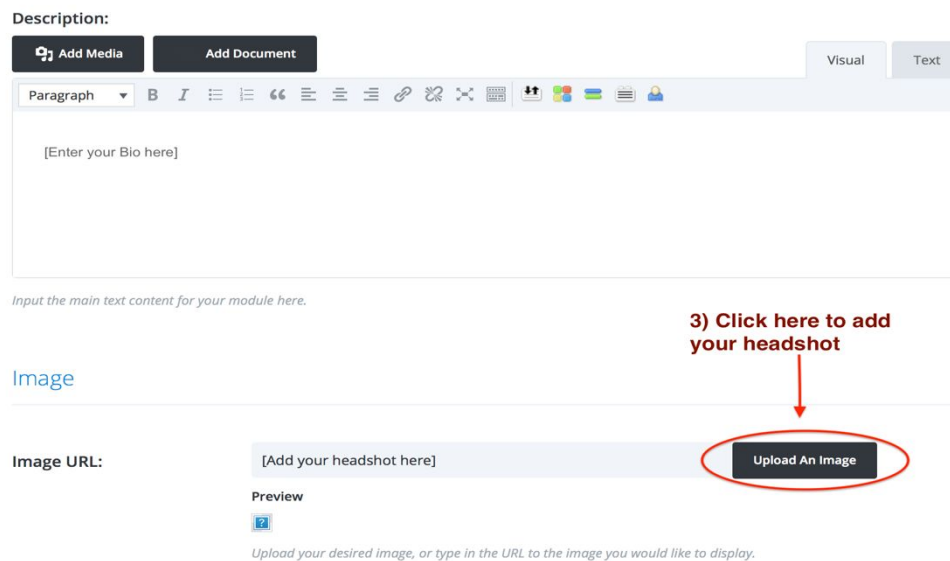 Description:
Add Media Add Document
Visual Text
Paragraph B I
[Enter your Bio here]
Input the main text content for your module here.
3) Click here to add
your headshot
Image
Image URL: [Add your headshot here] Upload An Image
Preview
?
Upload your desired image, or type in the URL to the image you would like to display.